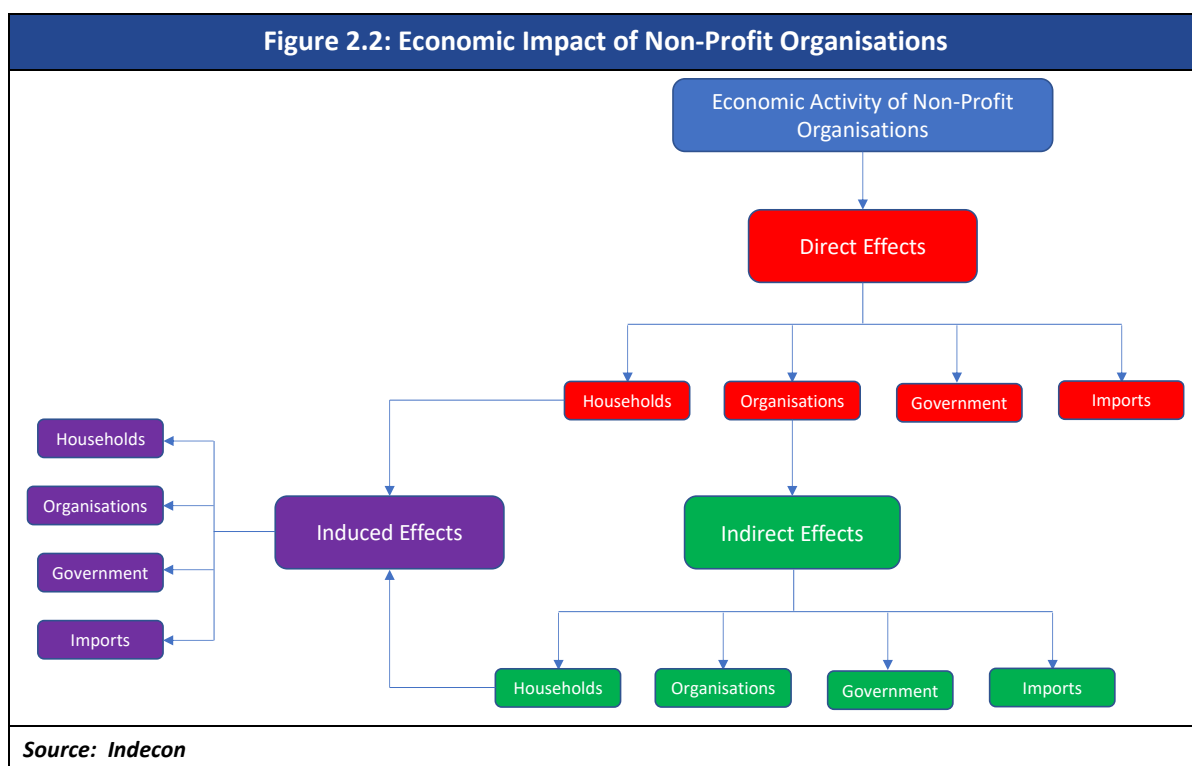 Figure 2.2: Economic Impact of Non-Profit Organisations
Economic Activity of Non-Profit
Organisations
Direct Effects
Households
Organisations
Government
Imports
Households
Organisations
Government
Imports
Induced Effects
Indirect Effects
Households
Organisations
Government
Imports
Source: Indecon